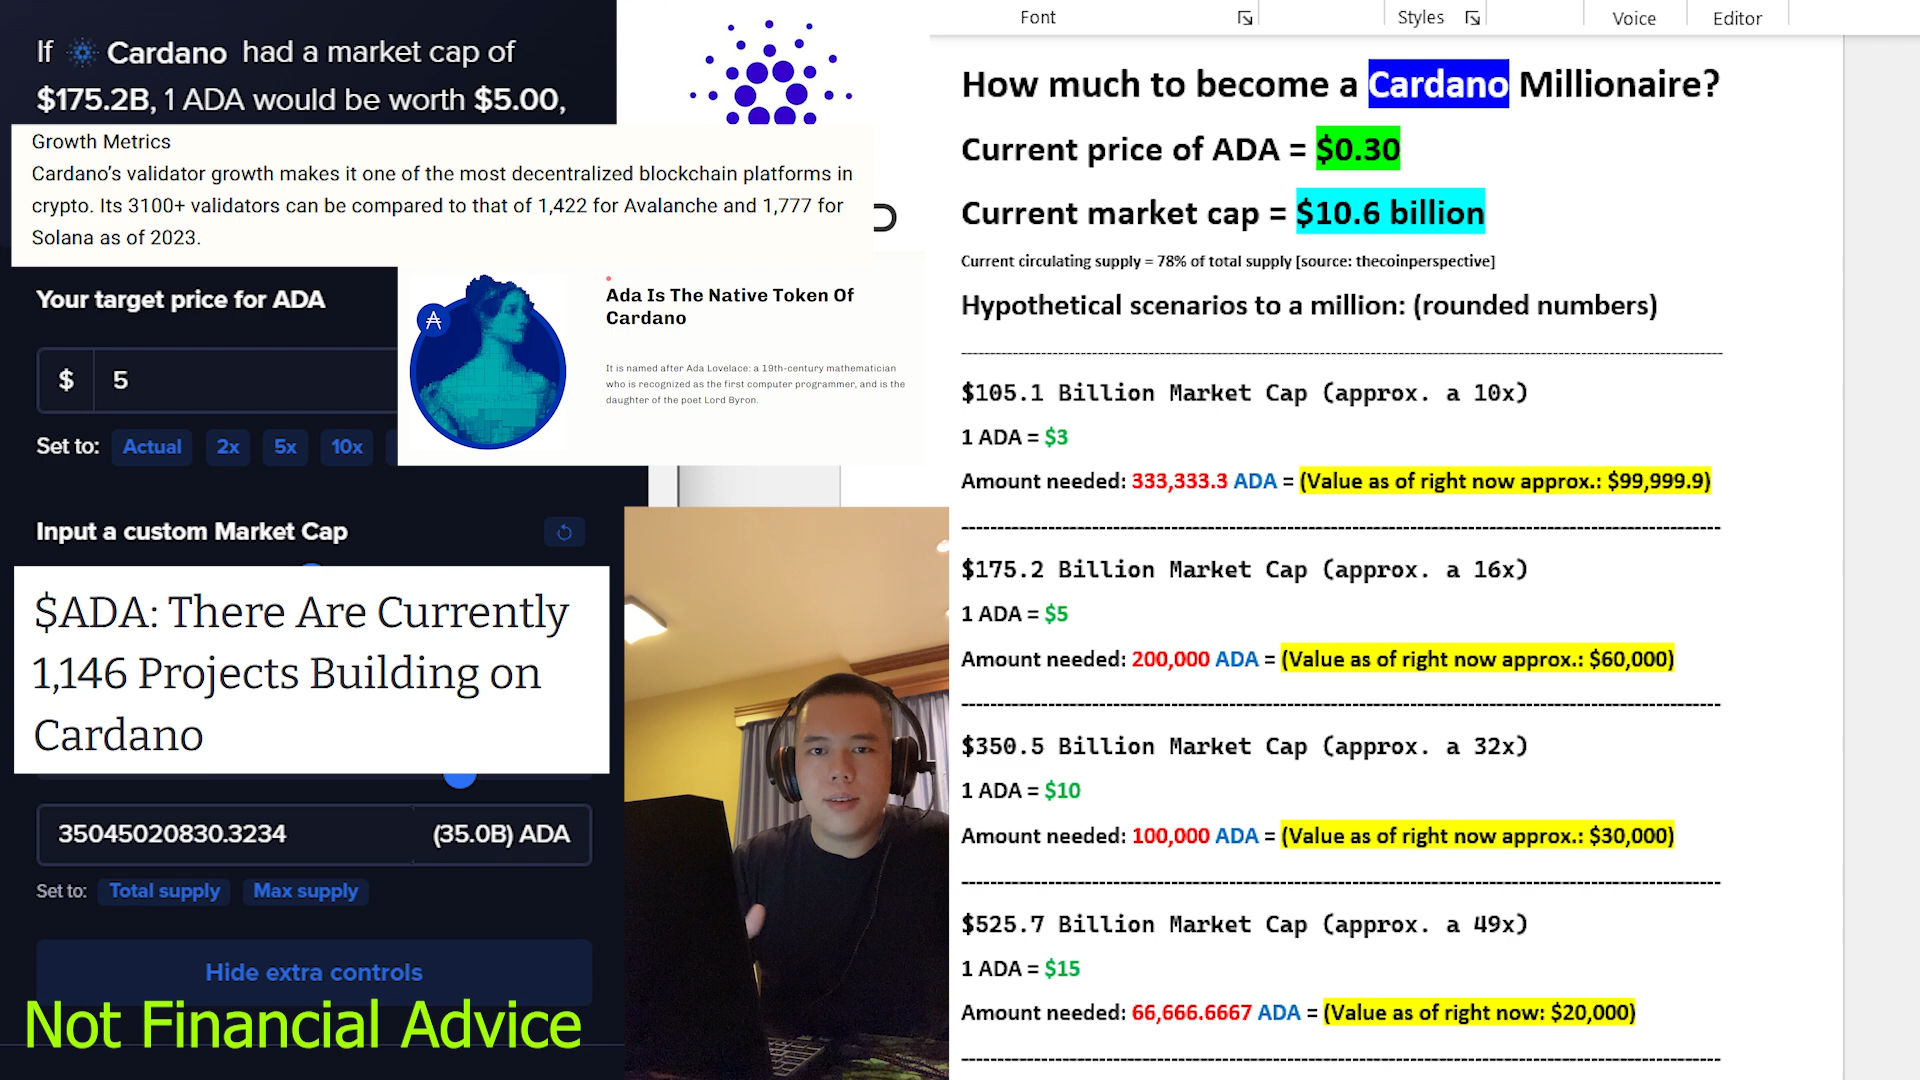 If Cardano had a market cap of
$175.2B, 1 ADA would be worth $5.00,
Growth Metrics
Cardano’s validator growth makes it one of the most decentralized blockchain platforms in
crypto. Its 3100+ validators can be compared to that of 1,422 for Avalanche and 1,777 for
Solana as of 2023.
Your target price for ADA
$ 5
Set to: Actual 2x 5x 10x
Ada Is The Native Token Of
Cardano
It is named after Ada Lovelace: a 19th-century mathematician
who is recognized as the first computer programmer, and is the
daughter of the poet Lord Byron.
Input a custom Market Cap
$ADA: There Are Currently
1,146 Projects Building on
Cardano
35045020830.3234 (35.0B) ADA
Set to: Total supply Max supply
Hide extra controls
Not Financial Advice
Font Styles Voice Editor
How much to become a Cardano Millionaire?
Current price of ADA = $0.30
Current market cap = $10.6 billion
Current circulating supply = 78% of total supply [source: thecoinperspective]
Hypothetical scenarios to a million: (rounded numbers)
$105.1 Billion Market Cap (approx. a 10x)
1 ADA = $3
Amount needed: 333,333.3 ADA = (Value as of right now approx.: $99,999.9)
$175.2 Billion Market Cap (approx. a 16x)
1 ADA = $5
Amount needed: 200,000 ADA = (Value as of right now approx.: $60,000)
$350.5 Billion Market Cap (approx. a 32x)
1 ADA = $10
Amount needed: 100,000 ADA = (Value as of right now approx.: $30,000)
$525.7 Billion Market Cap (approx. a 49x)
1 ADA = $15
Amount needed: 66,666.6667 ADA = (Value as of right now: $20,000)